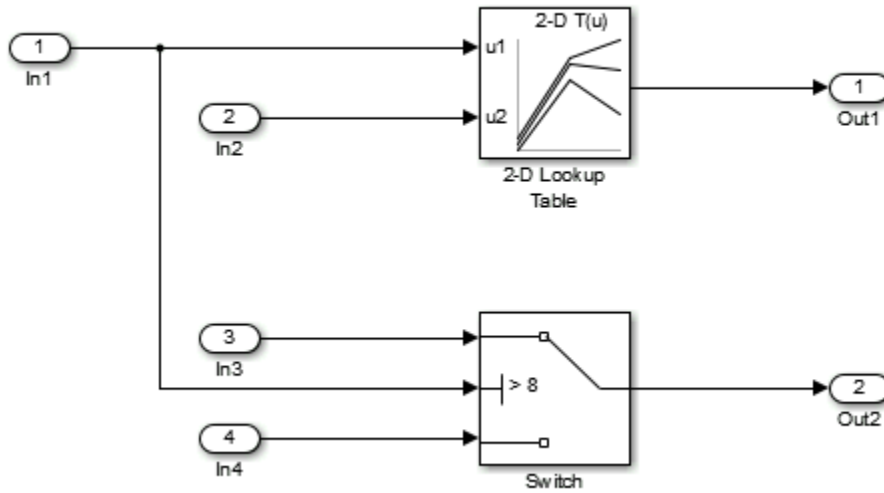 1
In1
2
In2
2-D T(u)
u1
u2
2-D Lookup
Table
1
Out1
3
In3
> 8
4
In4
Switch
2
Out2